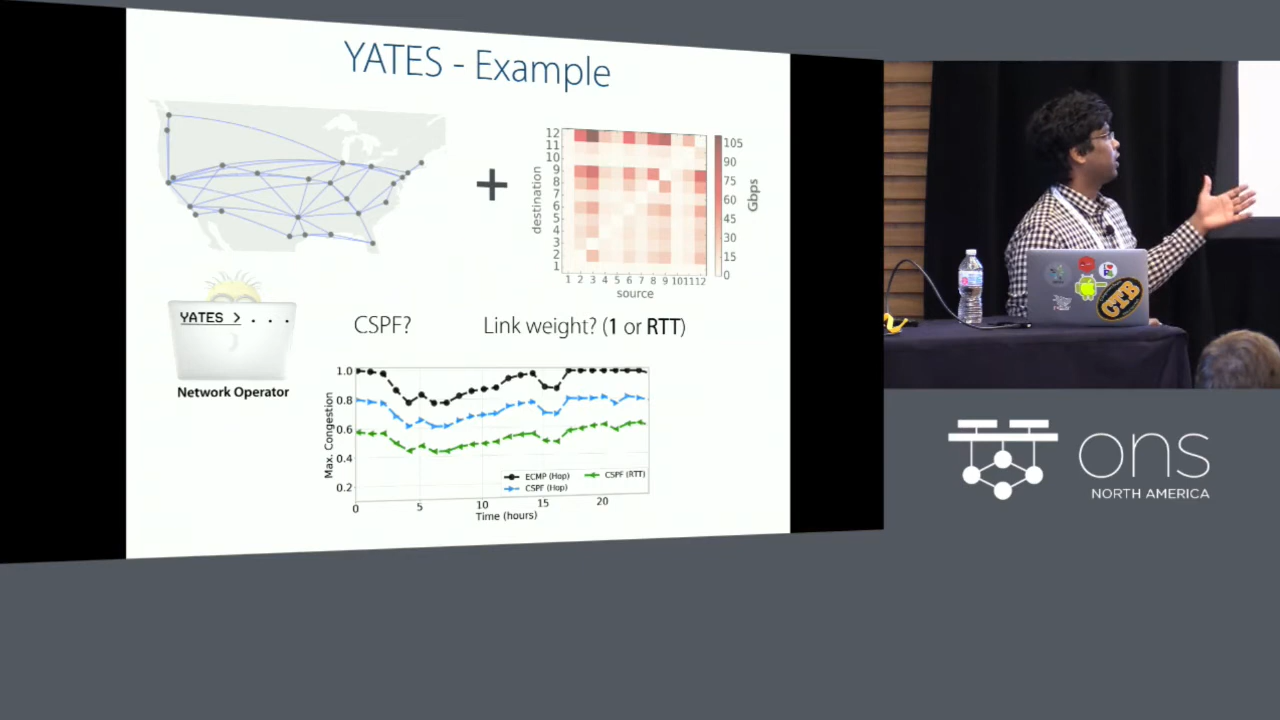 YATES - Example
12
11
10
9
8
7
6
5
4
3
2
1
destination
1 2 3 4 5 6 7 8 9 101112
source
105
90
75
60
45
30
15
0
Gbps
YATES > . . .
Network Operator
CSPF?
Link weight? (1 or RTT)
1.0
0.8
0.6
0.4
0.2
Max. Congestion
ECMP (Hop)
CSPF (Hop)
CSPF (RTT)
0 5 10 15 20
Time (hours)
CTB
ons
NORTH AMERICA